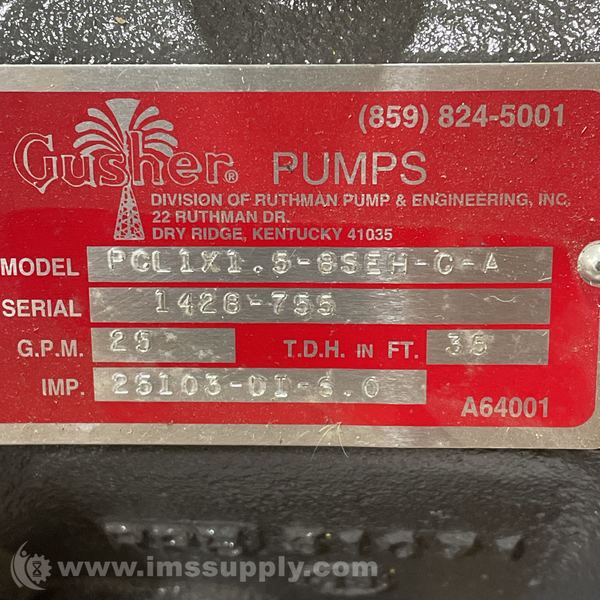 (859) 824-5001
Gusher® PUMPS
DIVISION OF RUTHMAN PUMP & ENGINEERING, INC.
22 RUTHMAN DR.
DRY RIDGE, KENTUCKY 41035
MODEL PCL1X1.5-8SEH-C-A
SERIAL 1428-755
G.P.M. 25 T.D.H. IN FT. 35
IMP. 25103-DI-6.0
A64001
www.imssupply.com